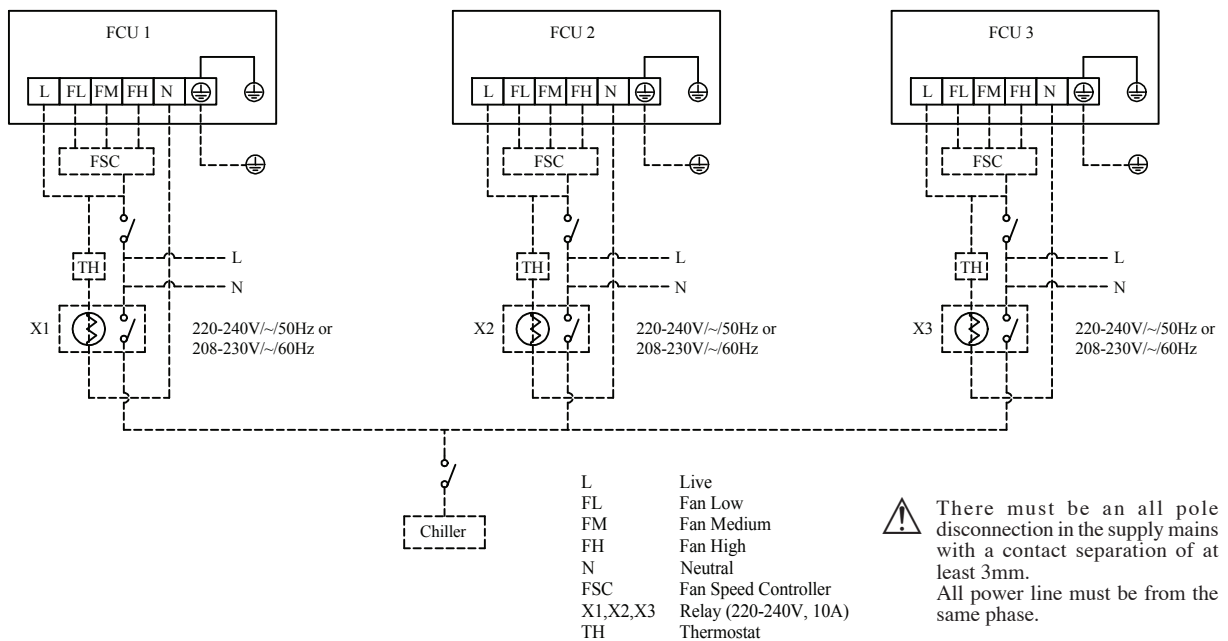 FCU 1
L FL FM FH N
FSC
L
TH
N
X1
220-240V/~/50Hz or
208-230V/~/60Hz
FCU 2
L FL FM FH N
FSC
L
TH
N
X2
220-240V/~/50Hz or
208-230V/~/60Hz
FCU 3
L FL FM FH N
FSC
L
TH
N
X3
220-240V/~/50Hz or
208-230V/~/60Hz
Chiller
L Live
FL Fan Low
FM Fan Medium
FH Fan High
N Neutral
FSC Fan Speed Controller
X1,X2,X3 Relay (220-240V, 10A)
TH Thermostat
There must be an all pole
disconnection in the supply mains
with a contact separation of at
least 3mm.
All power line must be from the
same phase.